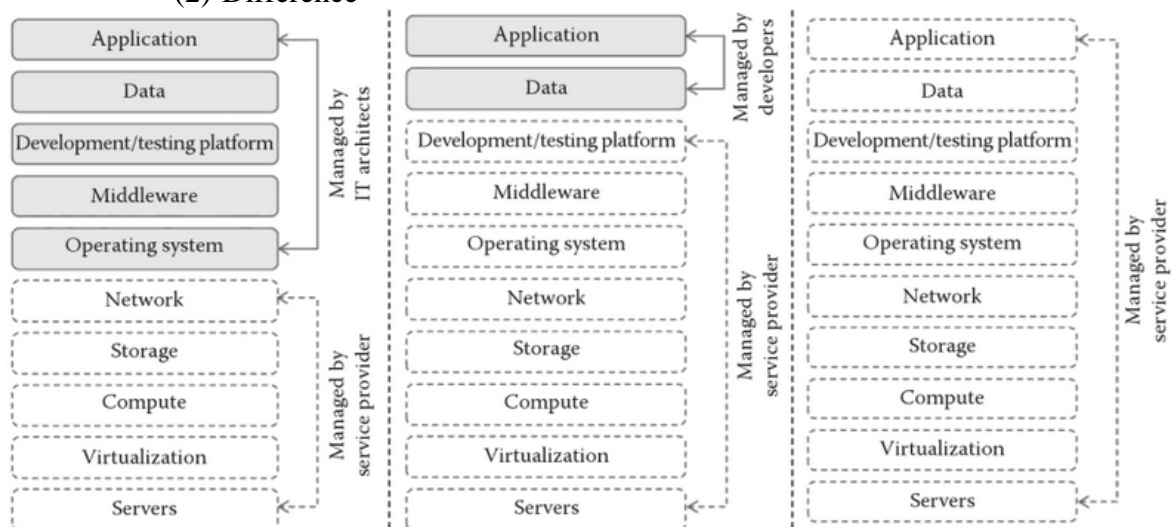 (2) Difference
Application
Data
Development/testing platform
Middleware
Operating system
Network
Storage
Compute
Virtualization
Servers
Managed by
IT architects
Managed by
service provider
Application
Data
Development/testing platform
Middleware
Operating system
Network
Storage
Compute
Virtualization
Servers
Managed by
developers
Managed by
service provider
Application
Data
Development/testing platform
Middleware
Operating system
Network
Storage
Compute
Virtualization
Servers
Managed by
service provider